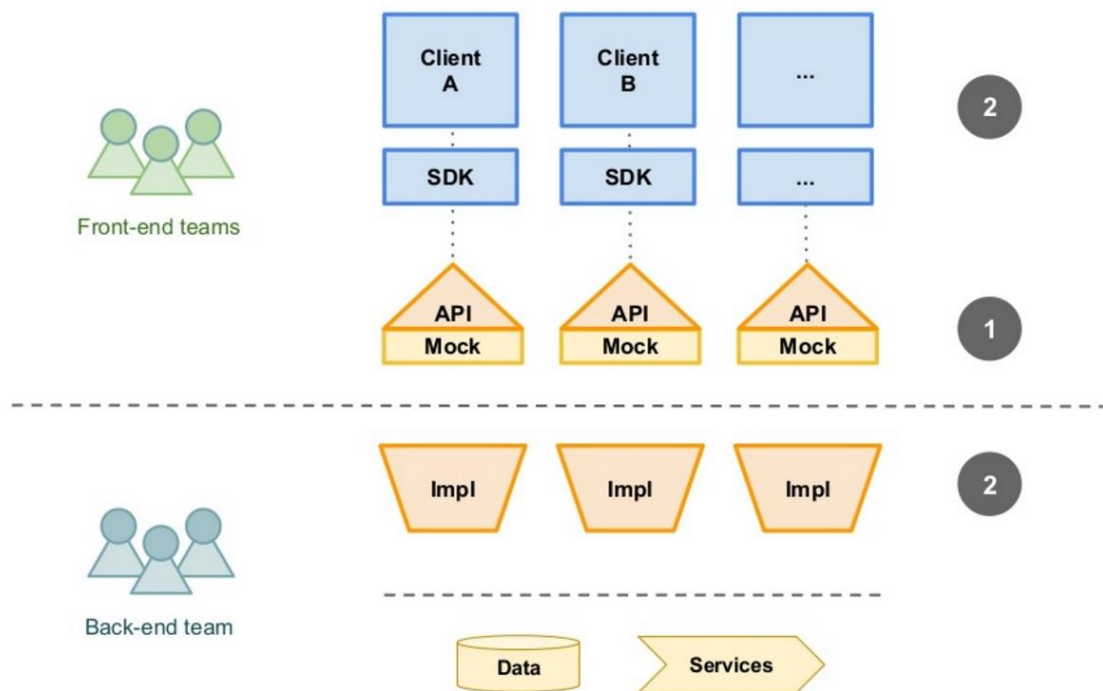 Client
A
Client
B
...
2
SDK
SDK
...
Front-end teams
API
API
API
1
Mock
Mock
Mock
Impl
Impl
Impl
2
Back-end team
Data
Services